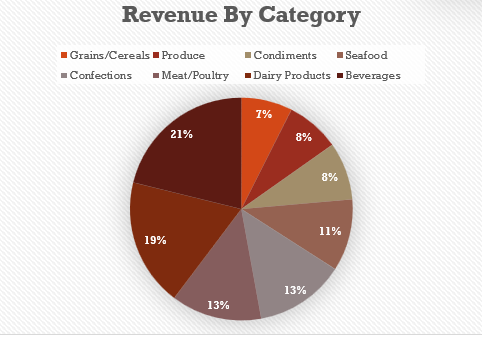 Revenue By Category
Grains/Cereals Produce Condiments Seafood
Confections Meat/Poultry Dairy Products Beverages
7%
8%
8%
11%
13%
13%
19%
21%